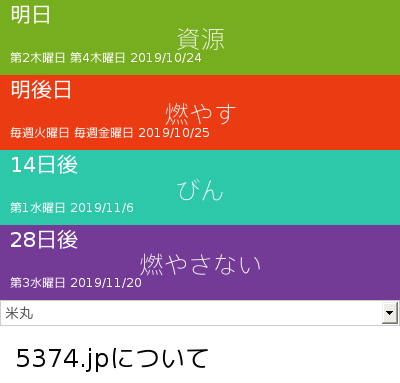 明日
資源
第2木曜日 第4木曜日 2019/10/24
明後日
燃やす
毎週火曜日 毎週金曜日 2019/10/25
14日後
びん
第1水曜日 2019/11/6
28日後
燃やさない
第3水曜日 2019/11/20
米丸
5374.jpについて